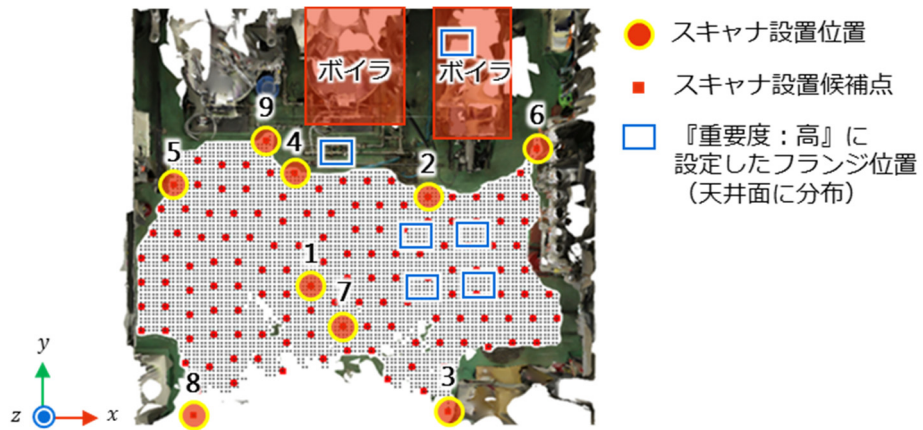 スキャナ設置位置
スキャナ設置候補点
『重要度：高』に
設定したフランジ位置
（天井面に分布）
ボイラ
ボイラ
9
4
5
6
2
1
7
8
3
y
z
x